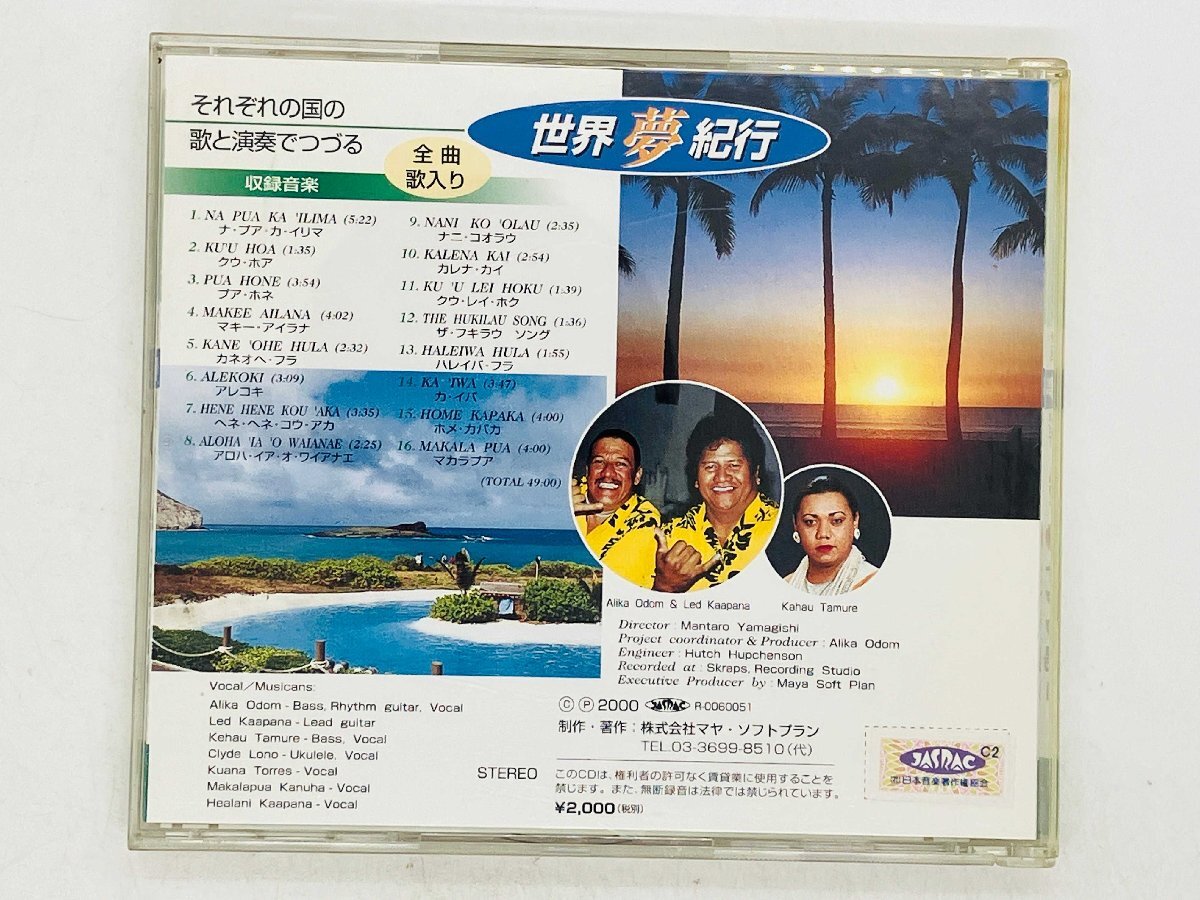 それぞれの国の
歌と演奏でつづる
全曲
歌入り
世界夢紀行
収録音楽
1. NA PUA KA 'ILIMA (5:22)
ナ・プア・カ・イリマ
2. KU'U HOA (1:35)
クウ・ホア
3. PUA HONE (3:54)
プア・ホネ
4. MAKEE AILANA (4:02)
マキー・アイラナ
5. KANE 'OHE HULA (2:32)
カネオヘ・フラ
6. ALEKOKI (3:09)
アレコキ
7. HENE HENE KOU 'AKA (3:35)
ヘネ・ヘネ・コウ・アカ
8. ALOHA 'IA 'O WAIANAE (2:25)
アロハ・イア・オ・ワイアナエ
9. NANI KO 'OLAU (2:35)
ナニ・コオラウ
10. KALENA KAI (2:54)
カレナ・カイ
11. KU 'U LEI HOKU (1:39)
クウ・レイ・ホク
12. THE HUKILAU SONG (1:36)
ザ・フキラウ ソング
13. HALEIWA HULA (1:55)
ハレイバ・フラ
14. KA 'IWA (3:47)
カ・イバ
15. HOME KAPAKA (4:00)
ホメ・カパカ
16. MAKALA PUA (4:00)
マカラプア
(TOTAL 49:00)
Alika Odom & Led Kaapana
Kahau Tamure
Director : Mantaro Yamagishi
Project coordinator & Producer : Alika Odom
Engineer : Hutch Hupchenson
Recorded at : Skraps, Recording Studio
Executive Producer by : Maya Soft Plan
Vocal/Musicans:
Alika Odom - Bass, Rhythm guitar, Vocal
Led Kaapana - Lead guitar
Kehau Tamure - Bass, Vocal
Clyde Lono - Ukulele, Vocal
Kuana Torres - Vocal
Makalapua Kanuha - Vocal
Healani Kaapana - Vocal
Ⓒ Ⓟ 2000 JASRAC R-0060051
制作・著作：株式会社マヤ・ソフトプラン
TEL.03-3699-8510(代)
STEREO
このCDは、権利者の許可なく賃貸業に使用することを
禁じます。また、無断録音は法律では禁じられています。
¥2,000(税別)
C2
JASRAC
(社)日本音楽著作権協会